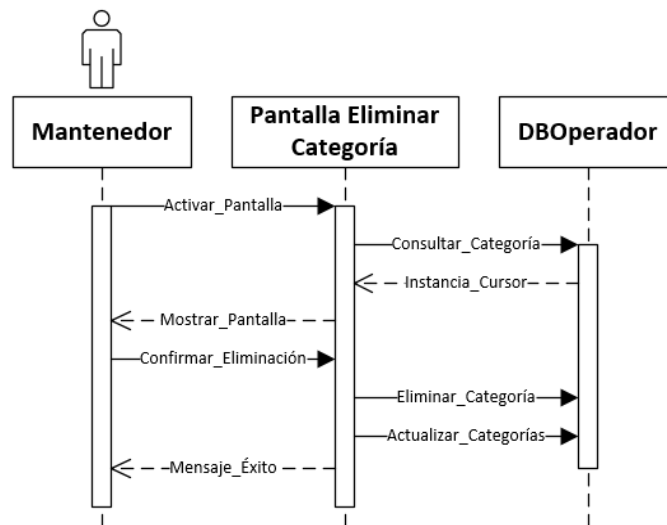 Mantenedor
Pantalla Eliminar
Categoría
DBOperador
Activar_Pantalla
Consultar_Categoría
Instancia_Cursor
Mostrar_Pantalla
Confirmar_Eliminación
Eliminar_Categoría
Actualizar_Categorías
Mensaje_Éxito